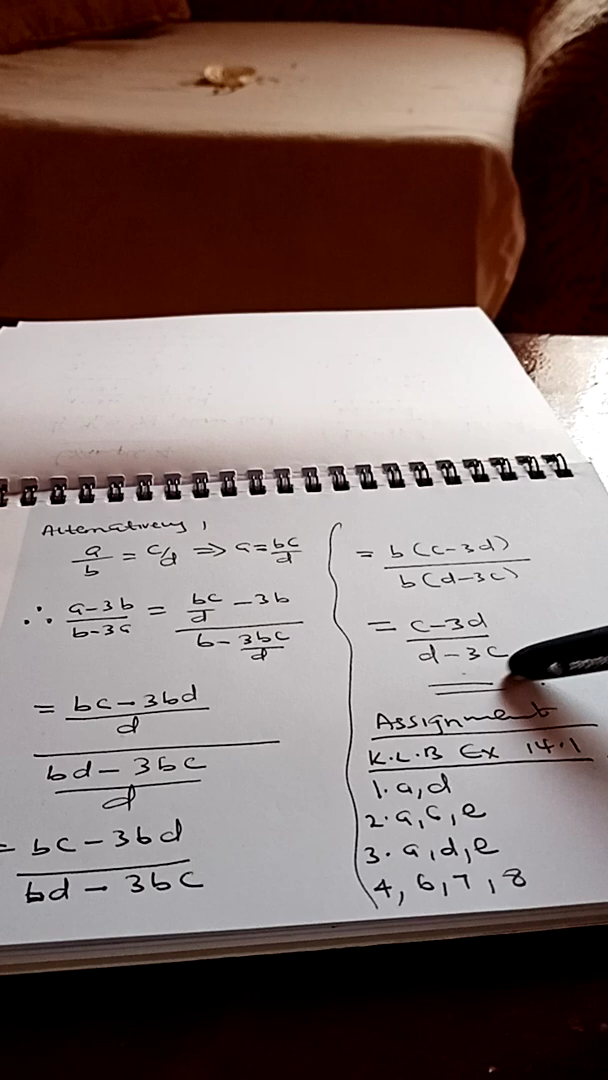 Alternatively,
a/b = c/d ⇒ a = bc/d
∴ (a-3b)/(b-3a) = (bc/d - 3b)/(b - 3bc/d)
= ((bc - 3bd)/d)/((bd - 3bc)/d)
= (bc - 3bd)/(bd - 3bc)
= b(c-3d)/b(d-3c)
= (c-3d)/(d-3c)
Assignment
K.L.B Ex 14.1
1. a, d
2. a, c, e
3. a, d, e
4, 6, 7, 8